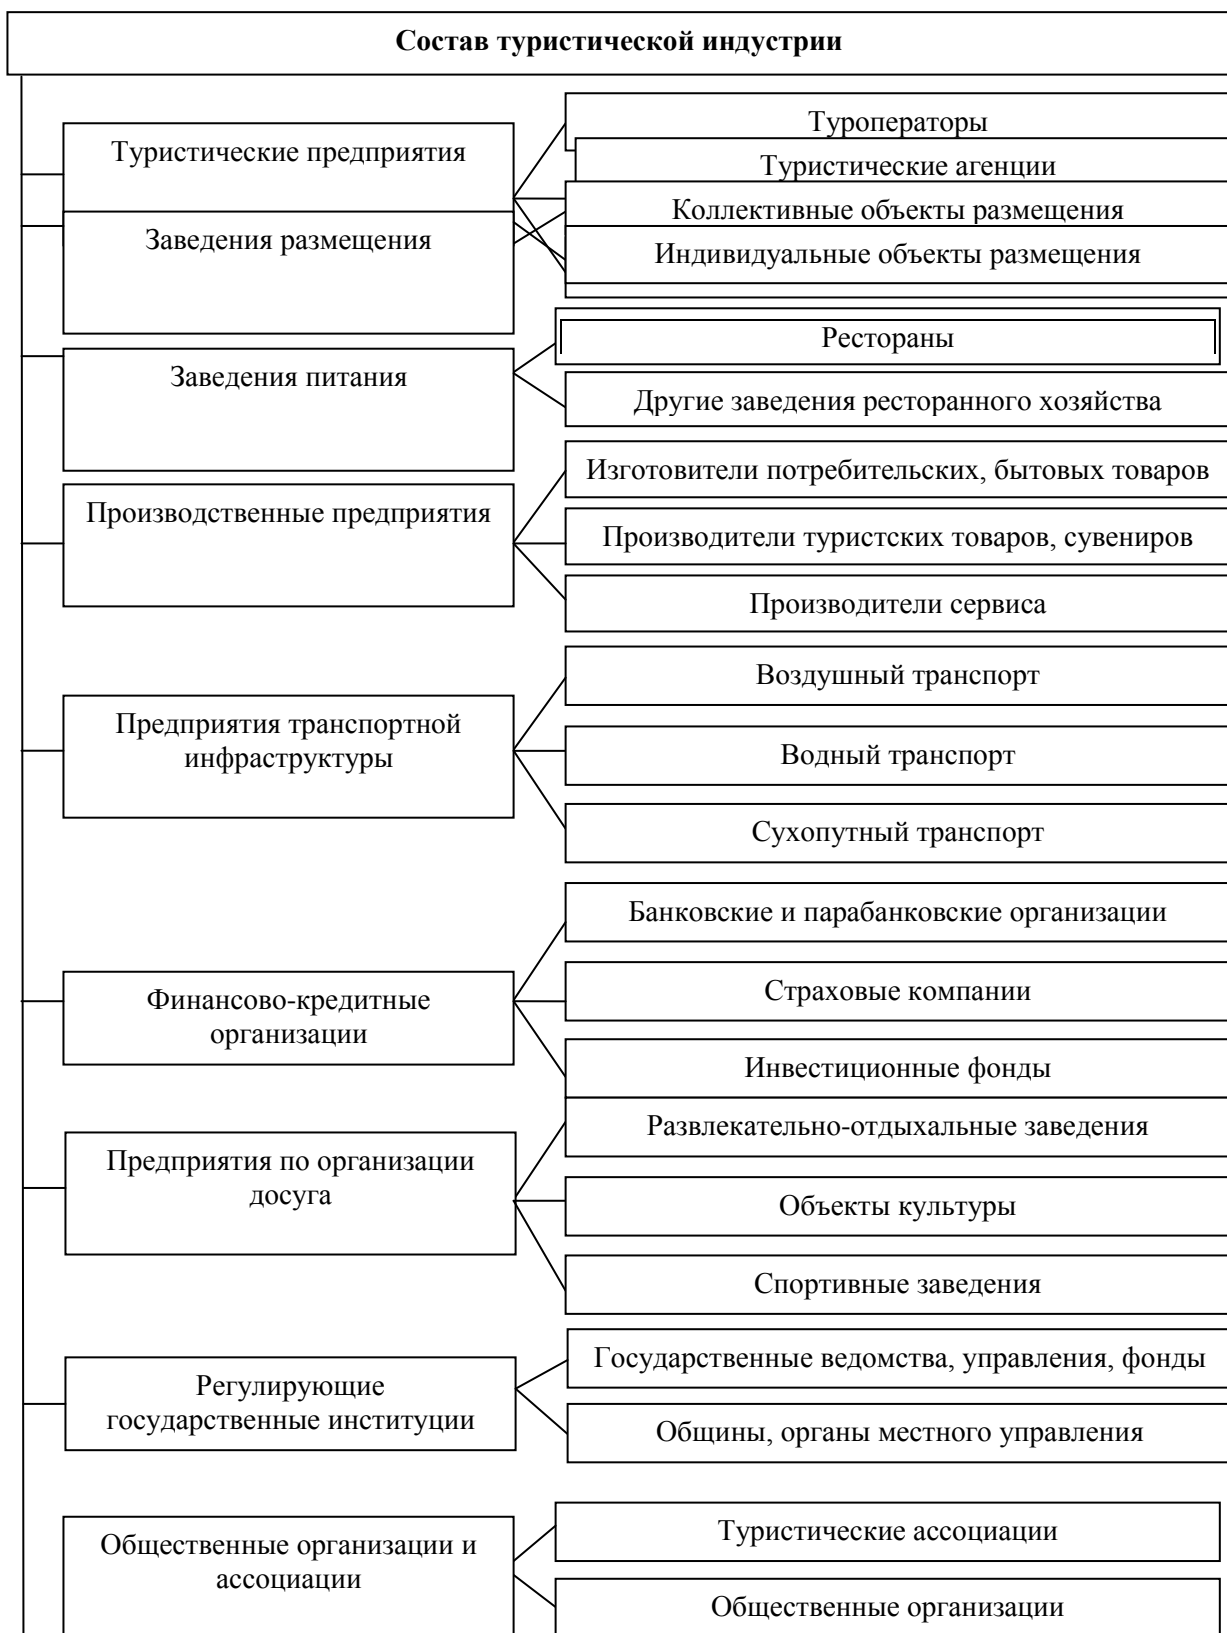 Состав туристической индустрии
Туристические предприятия
Туроператоры
Туристические агенции
Заведения размещения
Коллективные объекты размещения
Индивидуальные объекты размещения
Заведения питания
Рестораны
Другие заведения ресторанного хозяйства
Производственные предприятия
Изготовители потребительских, бытовых товаров
Производители туристских товаров, сувениров
Производители сервиса
Предприятия транспортной
инфраструктуры
Воздушный транспорт
Водный транспорт
Сухопутный транспорт
Финансово-кредитные
организации
Банковские и парабанковские организации
Страховые компании
Инвестиционные фонды
Предприятия по организации
досуга
Развлекательно-отдыхальные заведения
Объекты культуры
Спортивные заведения
Регулирующие
государственные институции
Государственные ведомства, управления, фонды
Общины, органы местного управления
Общественные организации и
ассоциации
Туристические ассоциации
Общественные организации